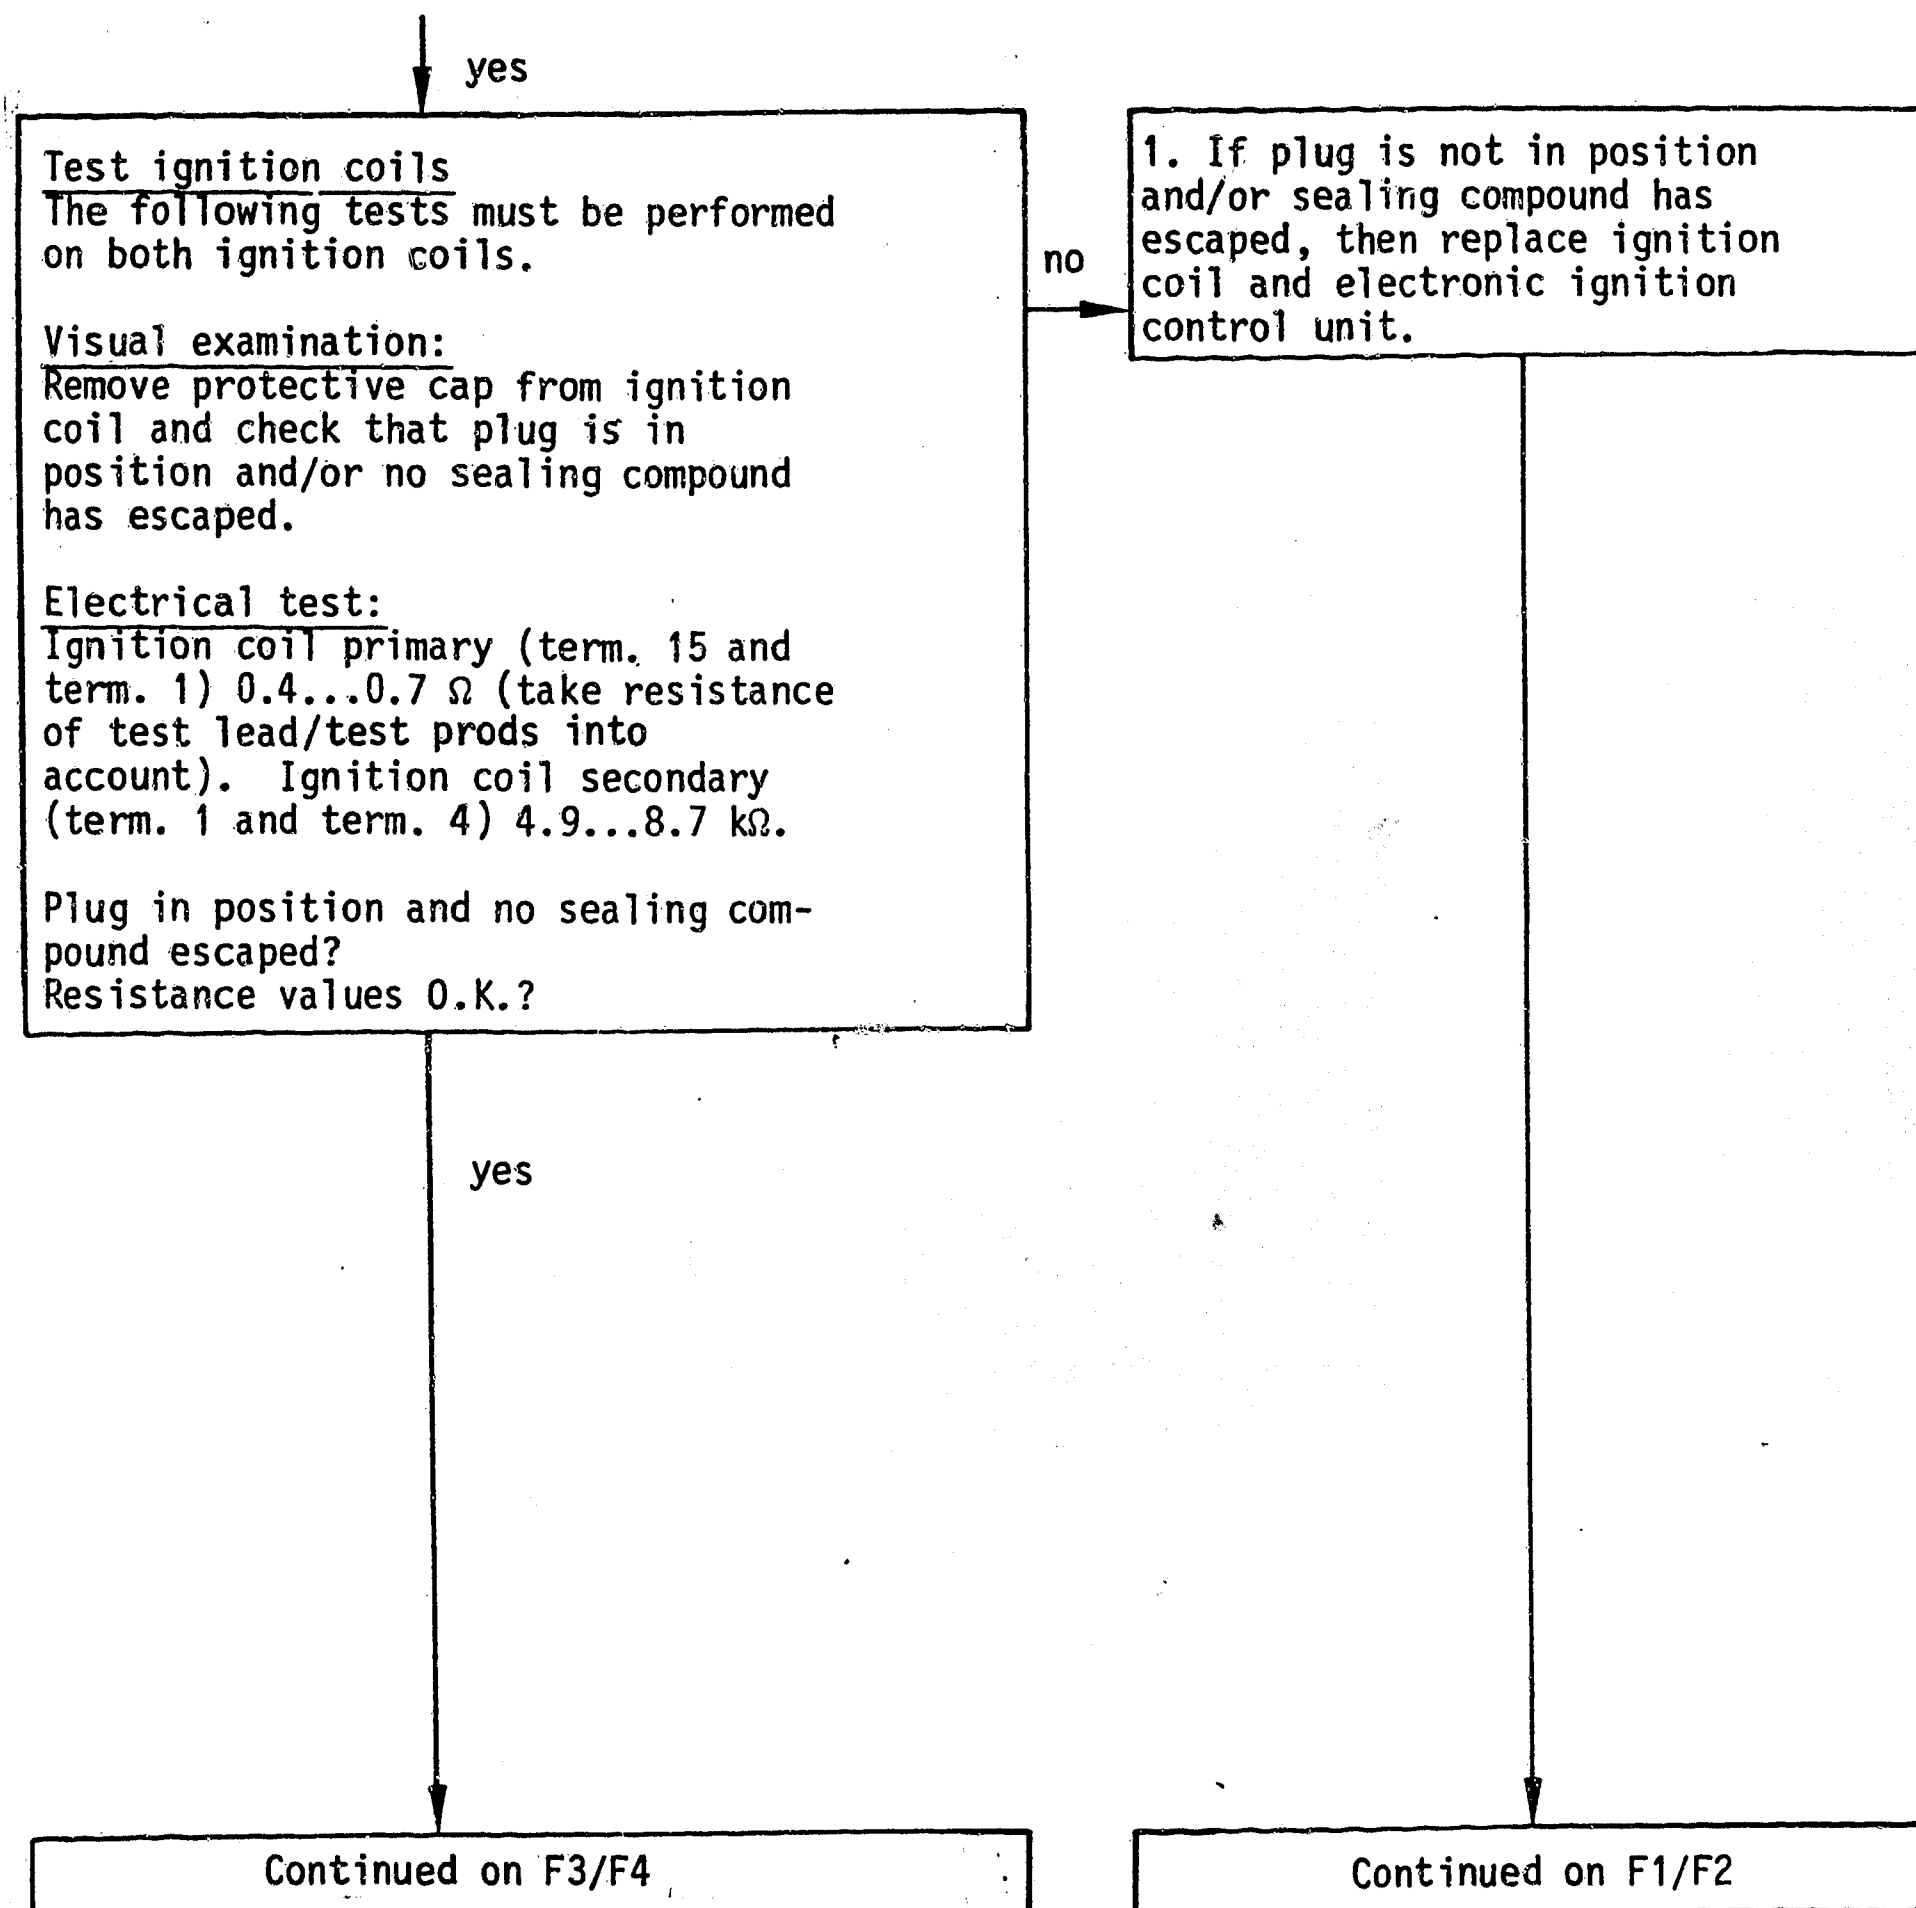 yes
Test ignition coils
The following tests must be performed
on both ignition coils.
Visual examination:
Remove protective cap from ignition
coil and check that plug is in
position and/or no sealing compound
has escaped.
Electrical test:
Ignition coil primary (term. 15 and
term. 1) 0.4...0.7 Ω (take resistance
of test lead/test prods into
account).  Ignition coil secondary
(term. 1 and term. 4) 4.9...8.7 kΩ.
Plug in position and no sealing com-
pound escaped?
Resistance values O.K.?
no
1. If plug is not in position
and/or sealing compound has
escaped, then replace ignition
coil and electronic ignition
control unit.
yes
Continued on F3/F4
Continued on F1/F2